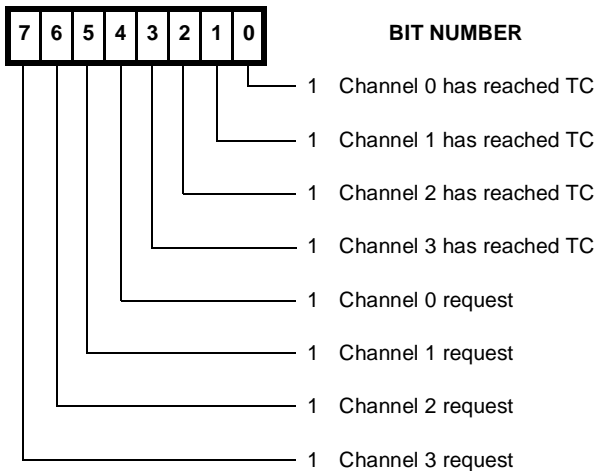 7 6 5 4 3 2 1 0 BIT NUMBER
1 Channel 0 has reached TC
1 Channel 1 has reached TC
1 Channel 2 has reached TC
1 Channel 3 has reached TC
1 Channel 0 request
1 Channel 1 request
1 Channel 2 request
1 Channel 3 request